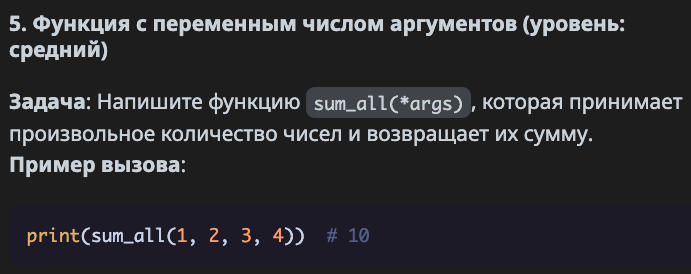 5. Функция с переменным числом аргументов (уровень:
средний)
Задача: Напишите функцию sum_all(*args), которая принимает
произвольное количество чисел и возвращает их сумму.
Пример вызова:
print(sum_all(1, 2, 3, 4))  # 10